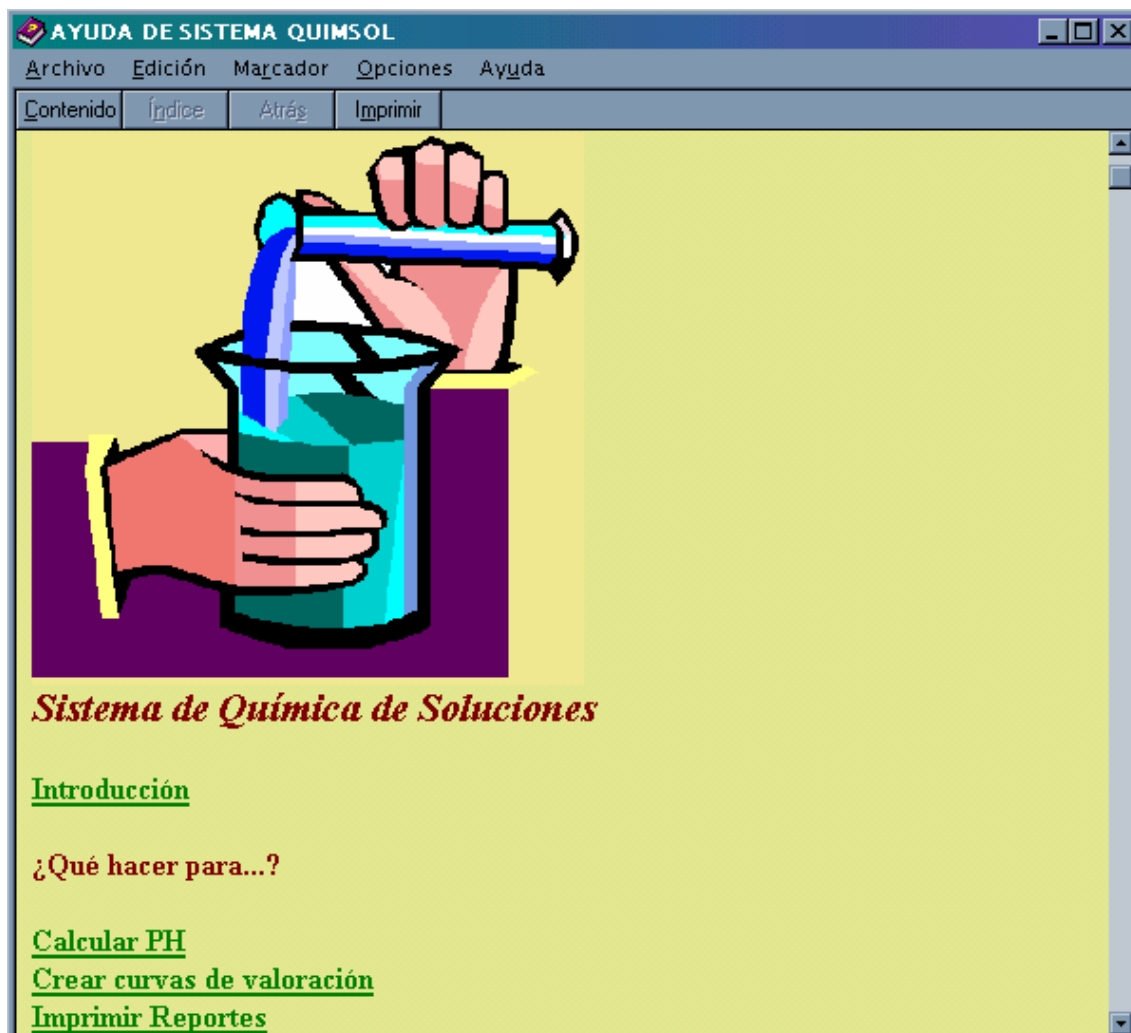 AYUDA DE SISTEMA QUIMSOL
Archivo Edición Marcador Opciones Ayuda
Contenido Índice Atrás Imprimir
Sistema de Química de Soluciones
Introducción
¿Qué hacer para...?
Calcular PH
Crear curvas de valoración
Imprimir Reportes